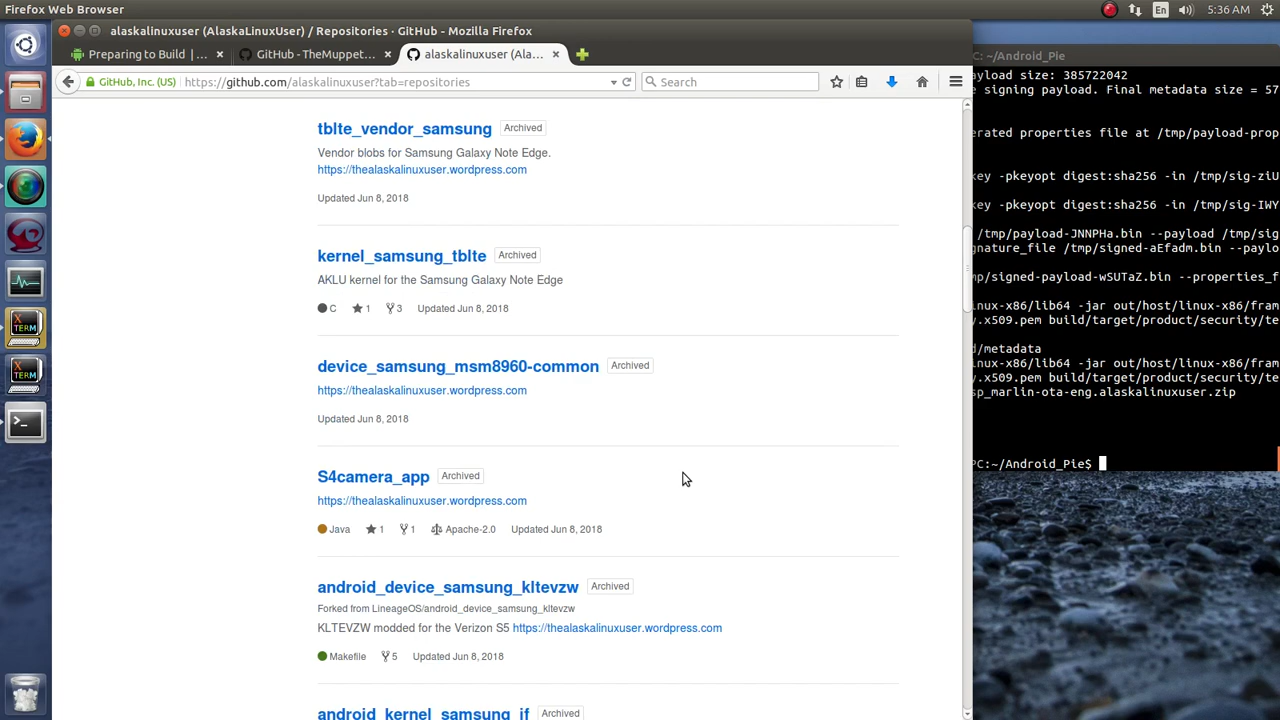 Firefox Web Browser
En
5:36 AM
alaskalinuxuser (AlaskaLinuxUser) / Repositories · GitHub - Mozilla Firefox
Preparing to Build | ...
GitHub - TheMuppet...
alaskalinuxuser (Ala...
GitHub, Inc. (US)
https://github.com/alaskalinuxuser?tab=repositories
Search
tblte_vendor_samsung Archived
Vendor blobs for Samsung Galaxy Note Edge.
https://thealaskalinuxuser.wordpress.com
Updated Jun 8, 2018
kernel_samsung_tblte Archived
AKLU kernel for the Samsung Galaxy Note Edge
C 1 3 Updated Jun 8, 2018
device_samsung_msm8960-common Archived
https://thealaskalinuxuser.wordpress.com
Updated Jun 8, 2018
S4camera_app Archived
https://thealaskalinuxuser.wordpress.com
Java 1 1 Apache-2.0 Updated Jun 8, 2018
android_device_samsung_kltevzw Archived
Forked from LineageOS/android_device_samsung_kltevzw
KLTEVZW modded for the Verizon S5 https://thealaskalinuxuser.wordpress.com
Makefile 5 Updated Jun 8, 2018
android_kernel_samsung_jf Archived
X TERM
X TERM
C: ~/Android_Pie
ayload size: 385722042
e signing payload. Final metadata size = 57
erated properties file at /tmp/payload-prop
key -pkeyopt digest:sha256 -in /tmp/sig-ziU
key -pkeyopt digest:sha256 -in /tmp/sig-IWY
/tmp/payload-JNNPHa.bin --payload /tmp/sig
gnature_file /tmp/signed-aEfadm.bin --paylo
mp/signed-payload-wSUTaZ.bin --properties_f
inux-x86/lib64 -jar out/host/linux-x86/fram
y.x509.pem build/target/product/security/te
d/metadata
inux-x86/lib64 -jar out/host/linux-x86/fram
y.x509.pem build/target/product/security/te
sp_marlin-ota-eng.alaskalinuxuser.zip
PC:~/Android_Pie$